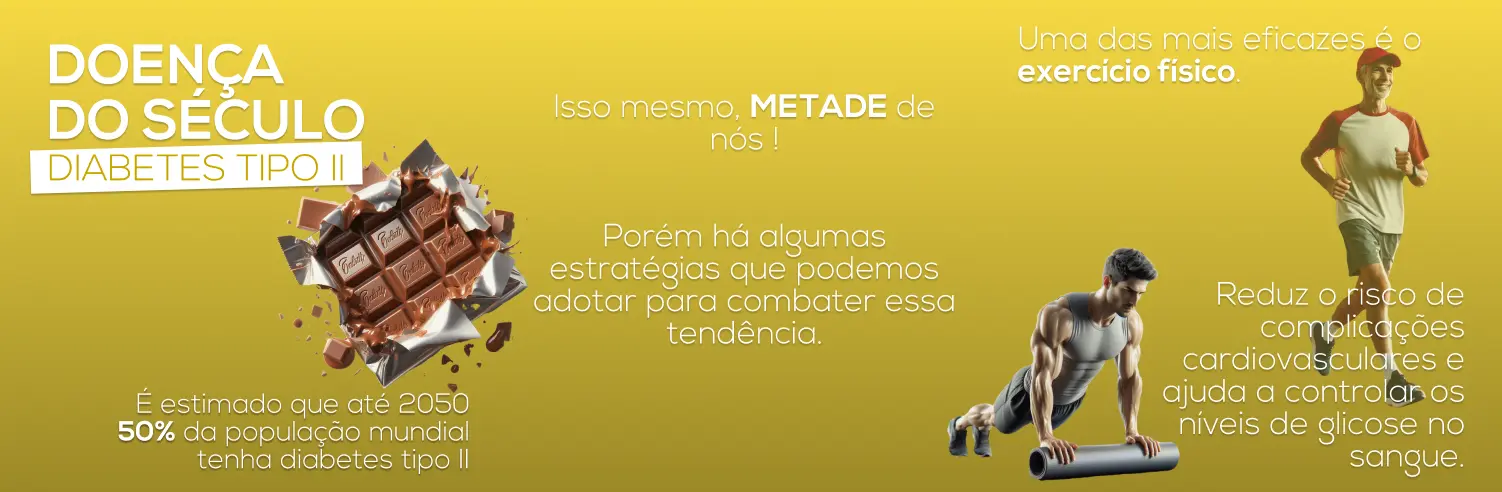 DOENÇA
DO SÉCULO
DIABETES TIPO II
É estimado que até 2050
50% da população mundial
tenha diabetes tipo II
Isso mesmo, METADE de
nós !
Porém há algumas
estratégias que podemos
adotar para combater essa
tendência.
Uma das mais eficazes é o
exercício físico.
Reduz o risco de
complicações
cardiovasculares e
ajuda a controlar os
níveis de glicose no
sangue.